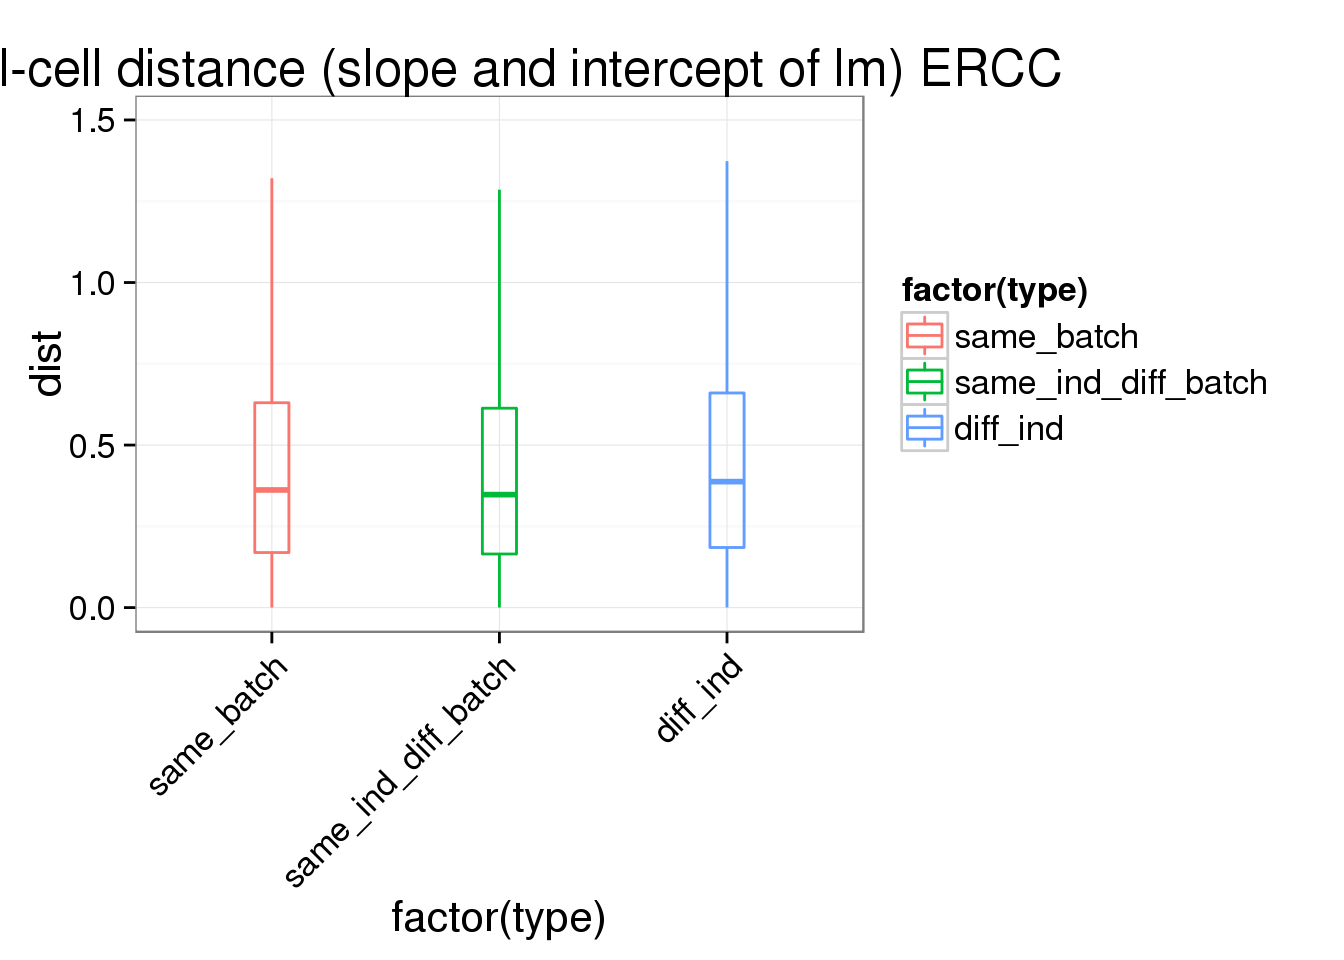 l-cell distance (slope and intercept of lm) ERCC
1.5
1.0
0.5
0.0
dist
same_batch
same_ind_diff_batch
diff_ind
factor(type)
factor(type)
same_batch
same_ind_diff_batch
diff_ind